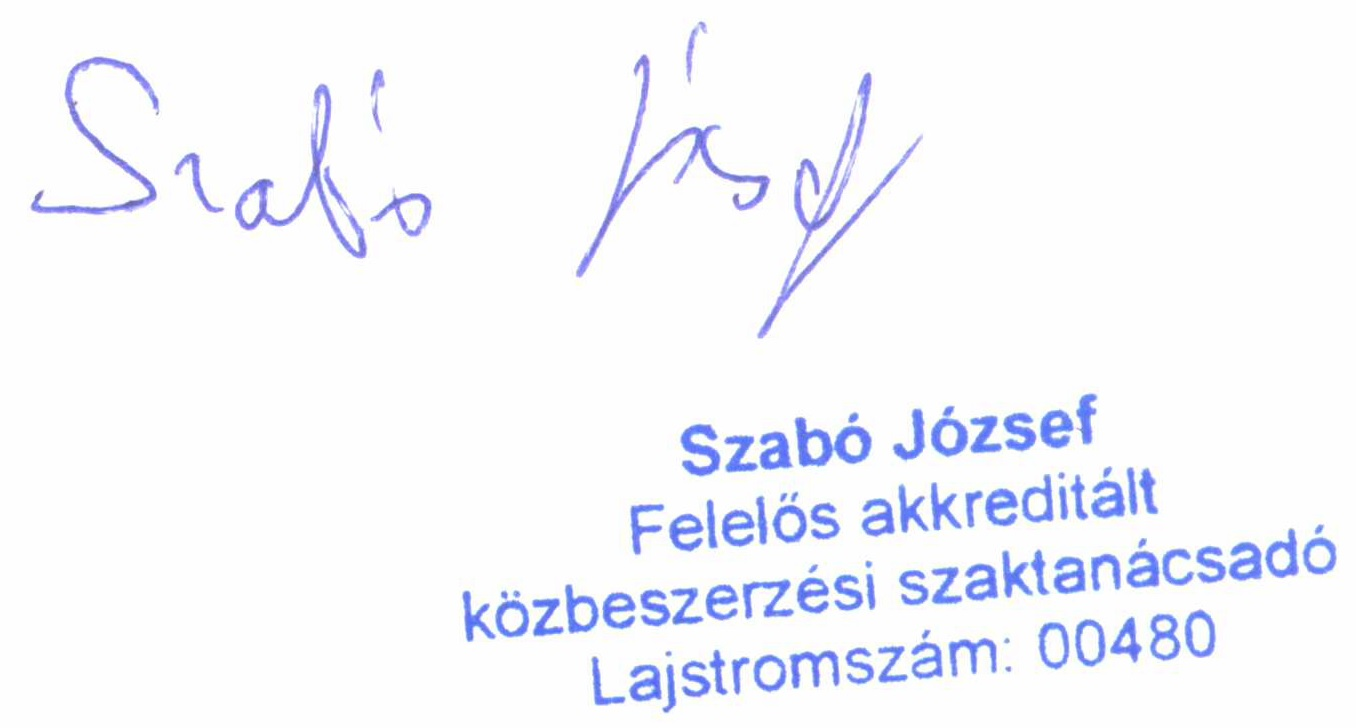 Szabó József
Szabó József
Felelős akkreditált
közbeszerzési szaktanácsadó
Lajstromszám: 00480